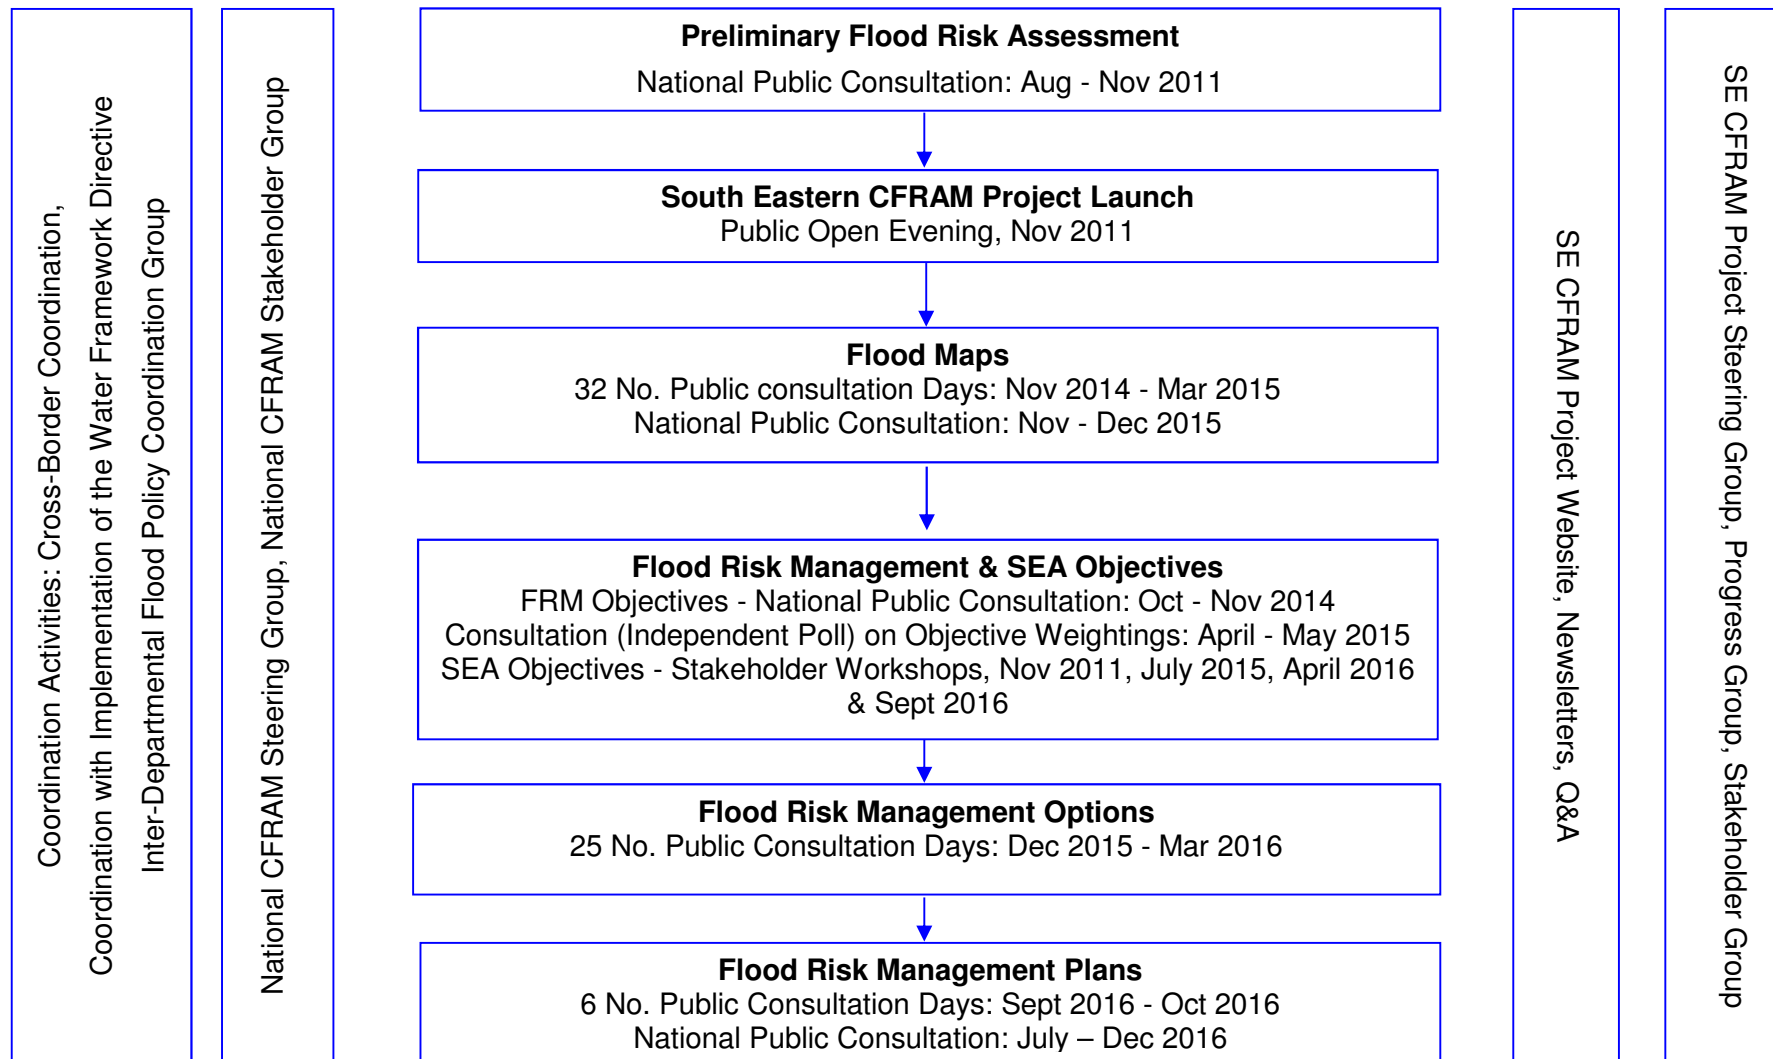 Coordination Activities: Cross-Border Coordination,
Coordination with Implementation of the Water Framework Directive
Inter-Departmental Flood Policy Coordination Group
National CFRAM Steering Group, National CFRAM Stakeholder Group
Preliminary Flood Risk Assessment
National Public Consultation: Aug - Nov 2011
South Eastern CFRAM Project Launch
Public Open Evening, Nov 2011
Flood Maps
32 No. Public consultation Days: Nov 2014 - Mar 2015
National Public Consultation: Nov - Dec 2015
Flood Risk Management & SEA Objectives
FRM Objectives - National Public Consultation: Oct - Nov 2014
Consultation (Independent Poll) on Objective Weightings: April - May 2015
SEA Objectives - Stakeholder Workshops, Nov 2011, July 2015, April 2016
& Sept 2016
Flood Risk Management Options
25 No. Public Consultation Days: Dec 2015 - Mar 2016
Flood Risk Management Plans
6 No. Public Consultation Days: Sept 2016 - Oct 2016
National Public Consultation: July – Dec 2016
SE CFRAM Project Website, Newsletters, Q&A
SE CFRAM Project Steering Group, Progress Group, Stakeholder Group